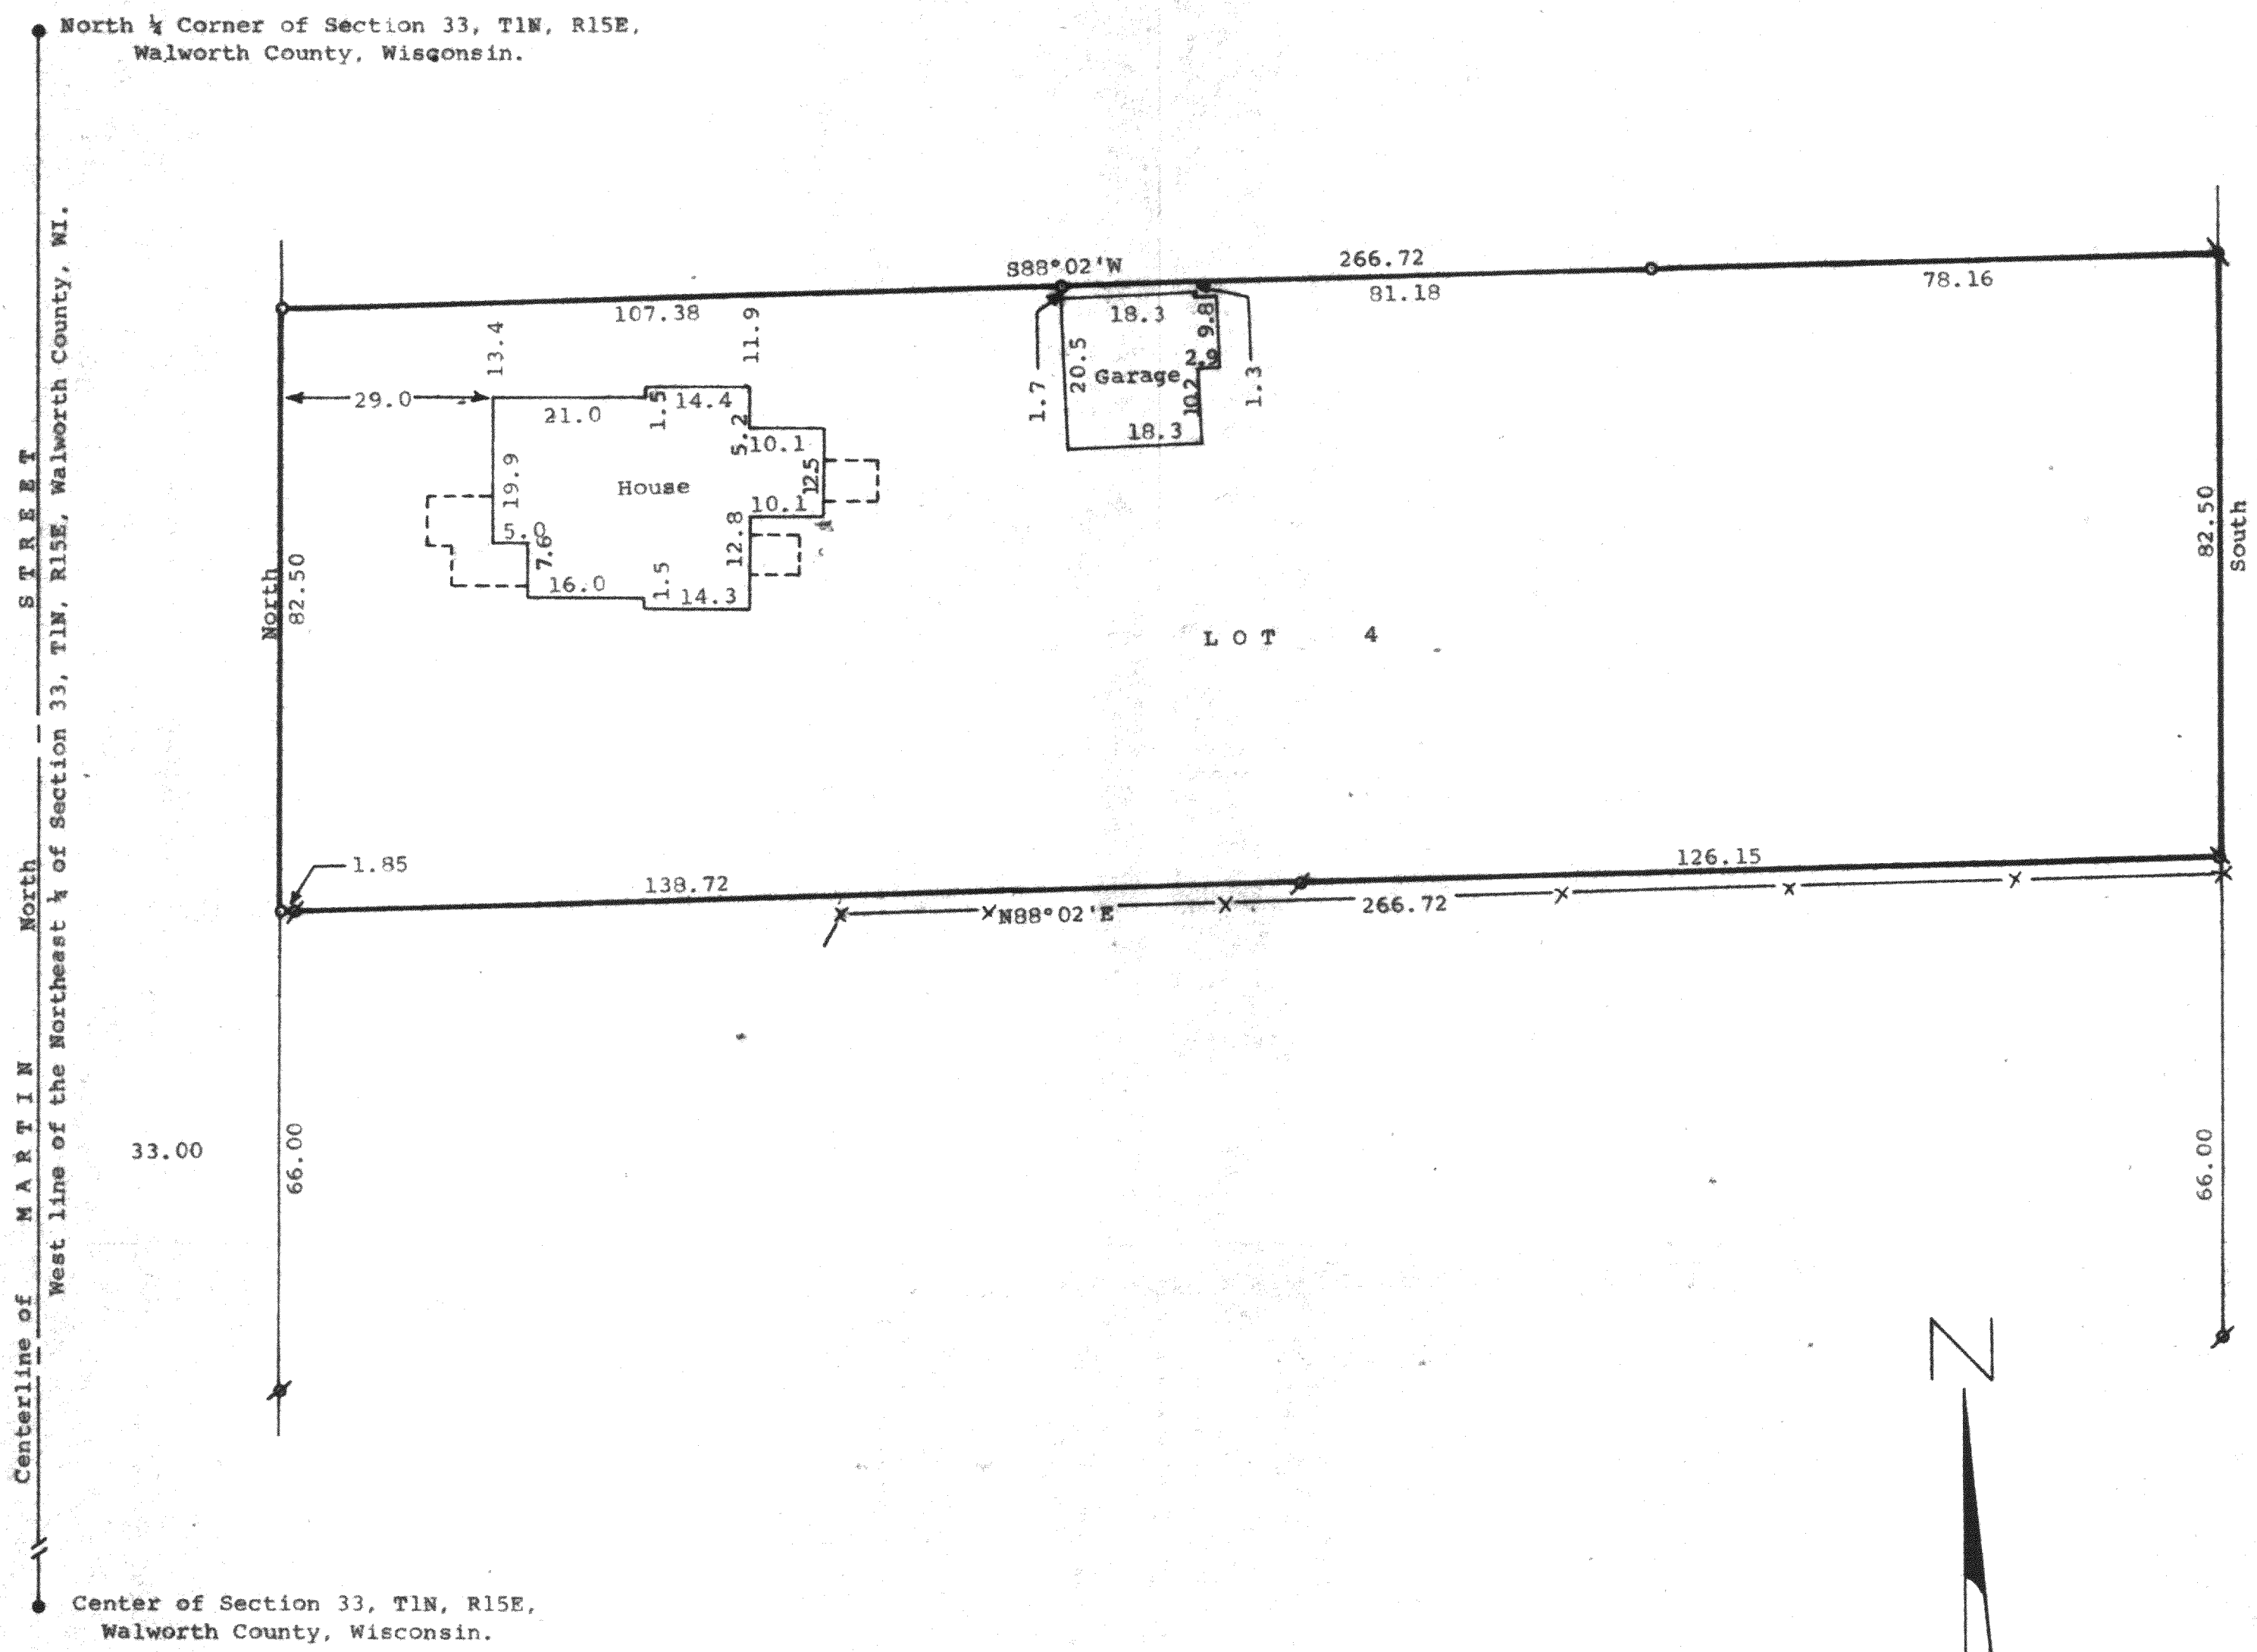 North ¼ Corner of Section 33, T1N, R15E,
Walworth County, Wisconsin.
Centerline of MARTIN STREET
North
West line of the Northeast ¼ of Section 33, T1N, R15E, Walworth County, WI.
S88°02'W
266.72
107.38
81.18
78.16
13.4
11.9
29.0
21.0
1.5
14.4
5.2
10.1
19.9
House
12.5
10.1
5.0
7.6
12.8
16.0
1.5
14.3
18.3
9.8
20.5
2.9
Garage
10.2
18.3
1.7
1.3
North
82.50
LOT 4
82.50
South
1.85
138.72
126.15
N88°02'E
266.72
33.00
66.00
66.00
N
Center of Section 33, T1N, R15E,
Walworth County, Wisconsin.